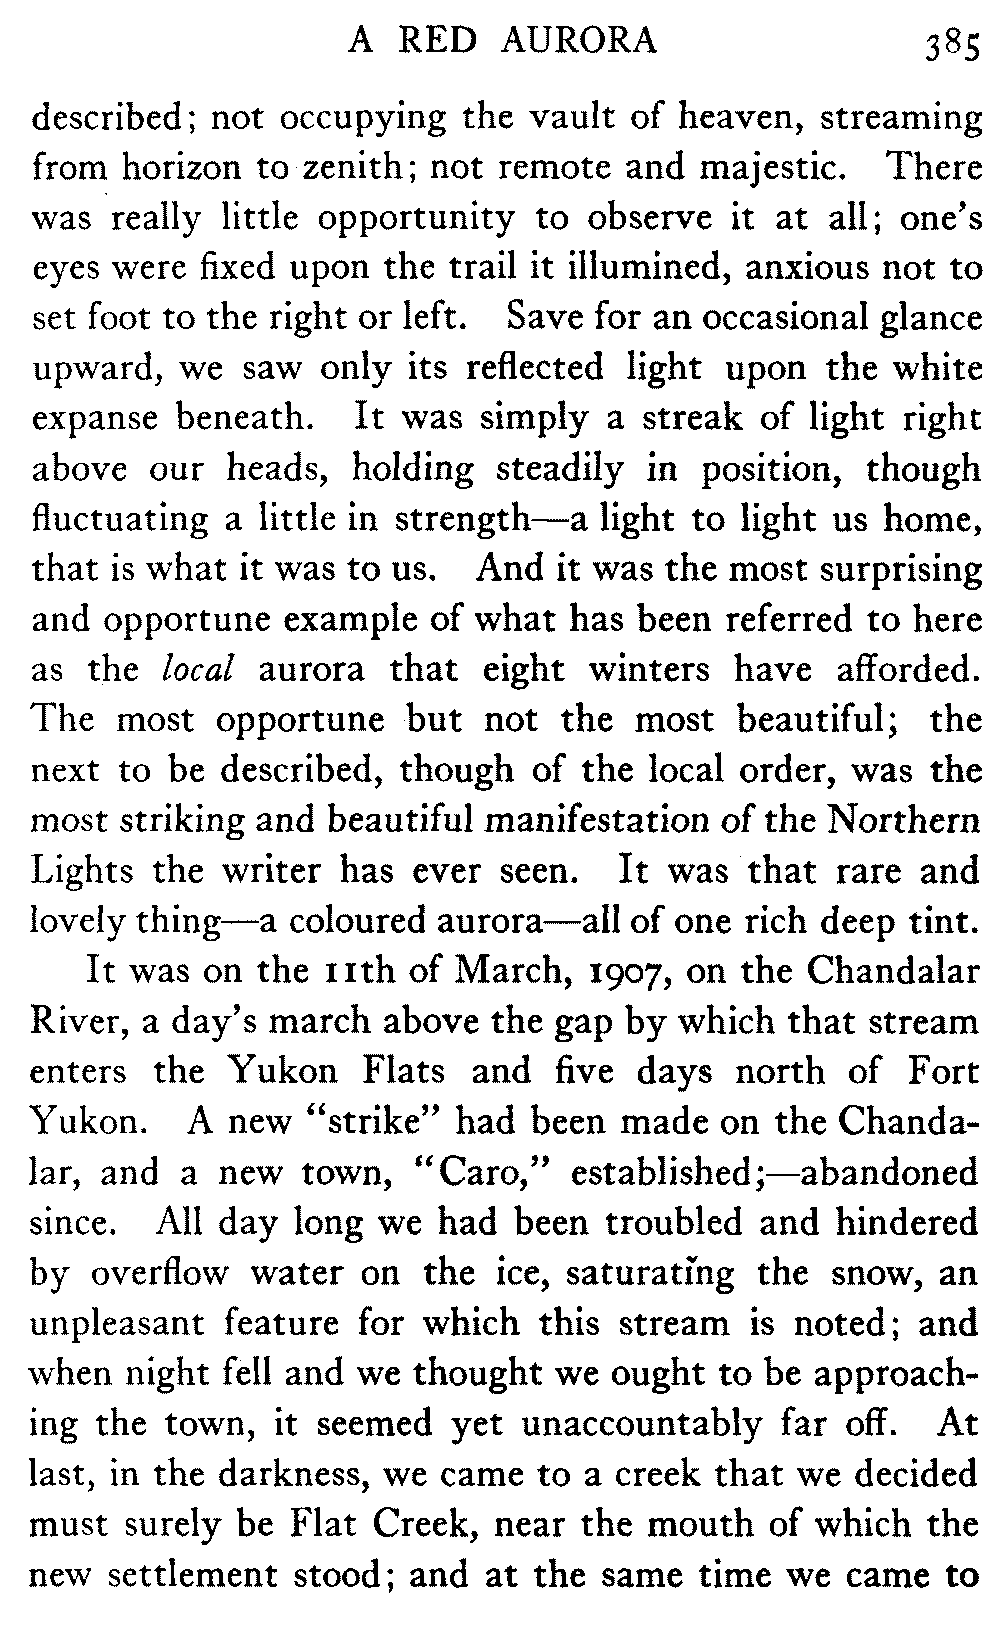 A RED AURORA 385
described; not occupying the vault of heaven, streaming
from horizon to zenith; not remote and majestic. There
was really little opportunity to observe it at all; one's
eyes were fixed upon the trail it illumined, anxious not to
set foot to the right or left. Save for an occasional glance
upward, we saw only its reflected light upon the white
expanse beneath. It was simply a streak of light right
above our heads, holding steadily in position, though
fluctuating a little in strength—a light to light us home,
that is what it was to us. And it was the most surprising
and opportune example of what has been referred to here
as the local aurora that eight winters have afforded.
The most opportune but not the most beautiful; the
next to be described, though of the local order, was the
most striking and beautiful manifestation of the Northern
Lights the writer has ever seen. It was that rare and
lovely thing—a coloured aurora—all of one rich deep tint.
It was on the 11th of March, 1907, on the Chandalar
River, a day's march above the gap by which that stream
enters the Yukon Flats and five days north of Fort
Yukon. A new "strike" had been made on the Chanda-
lar, and a new town, "Caro," established;—abandoned
since. All day long we had been troubled and hindered
by overflow water on the ice, saturating the snow, an
unpleasant feature for which this stream is noted; and
when night fell and we thought we ought to be approach-
ing the town, it seemed yet unaccountably far off. At
last, in the darkness, we came to a creek that we decided
must surely be Flat Creek, near the mouth of which the
new settlement stood; and at the same time we came to